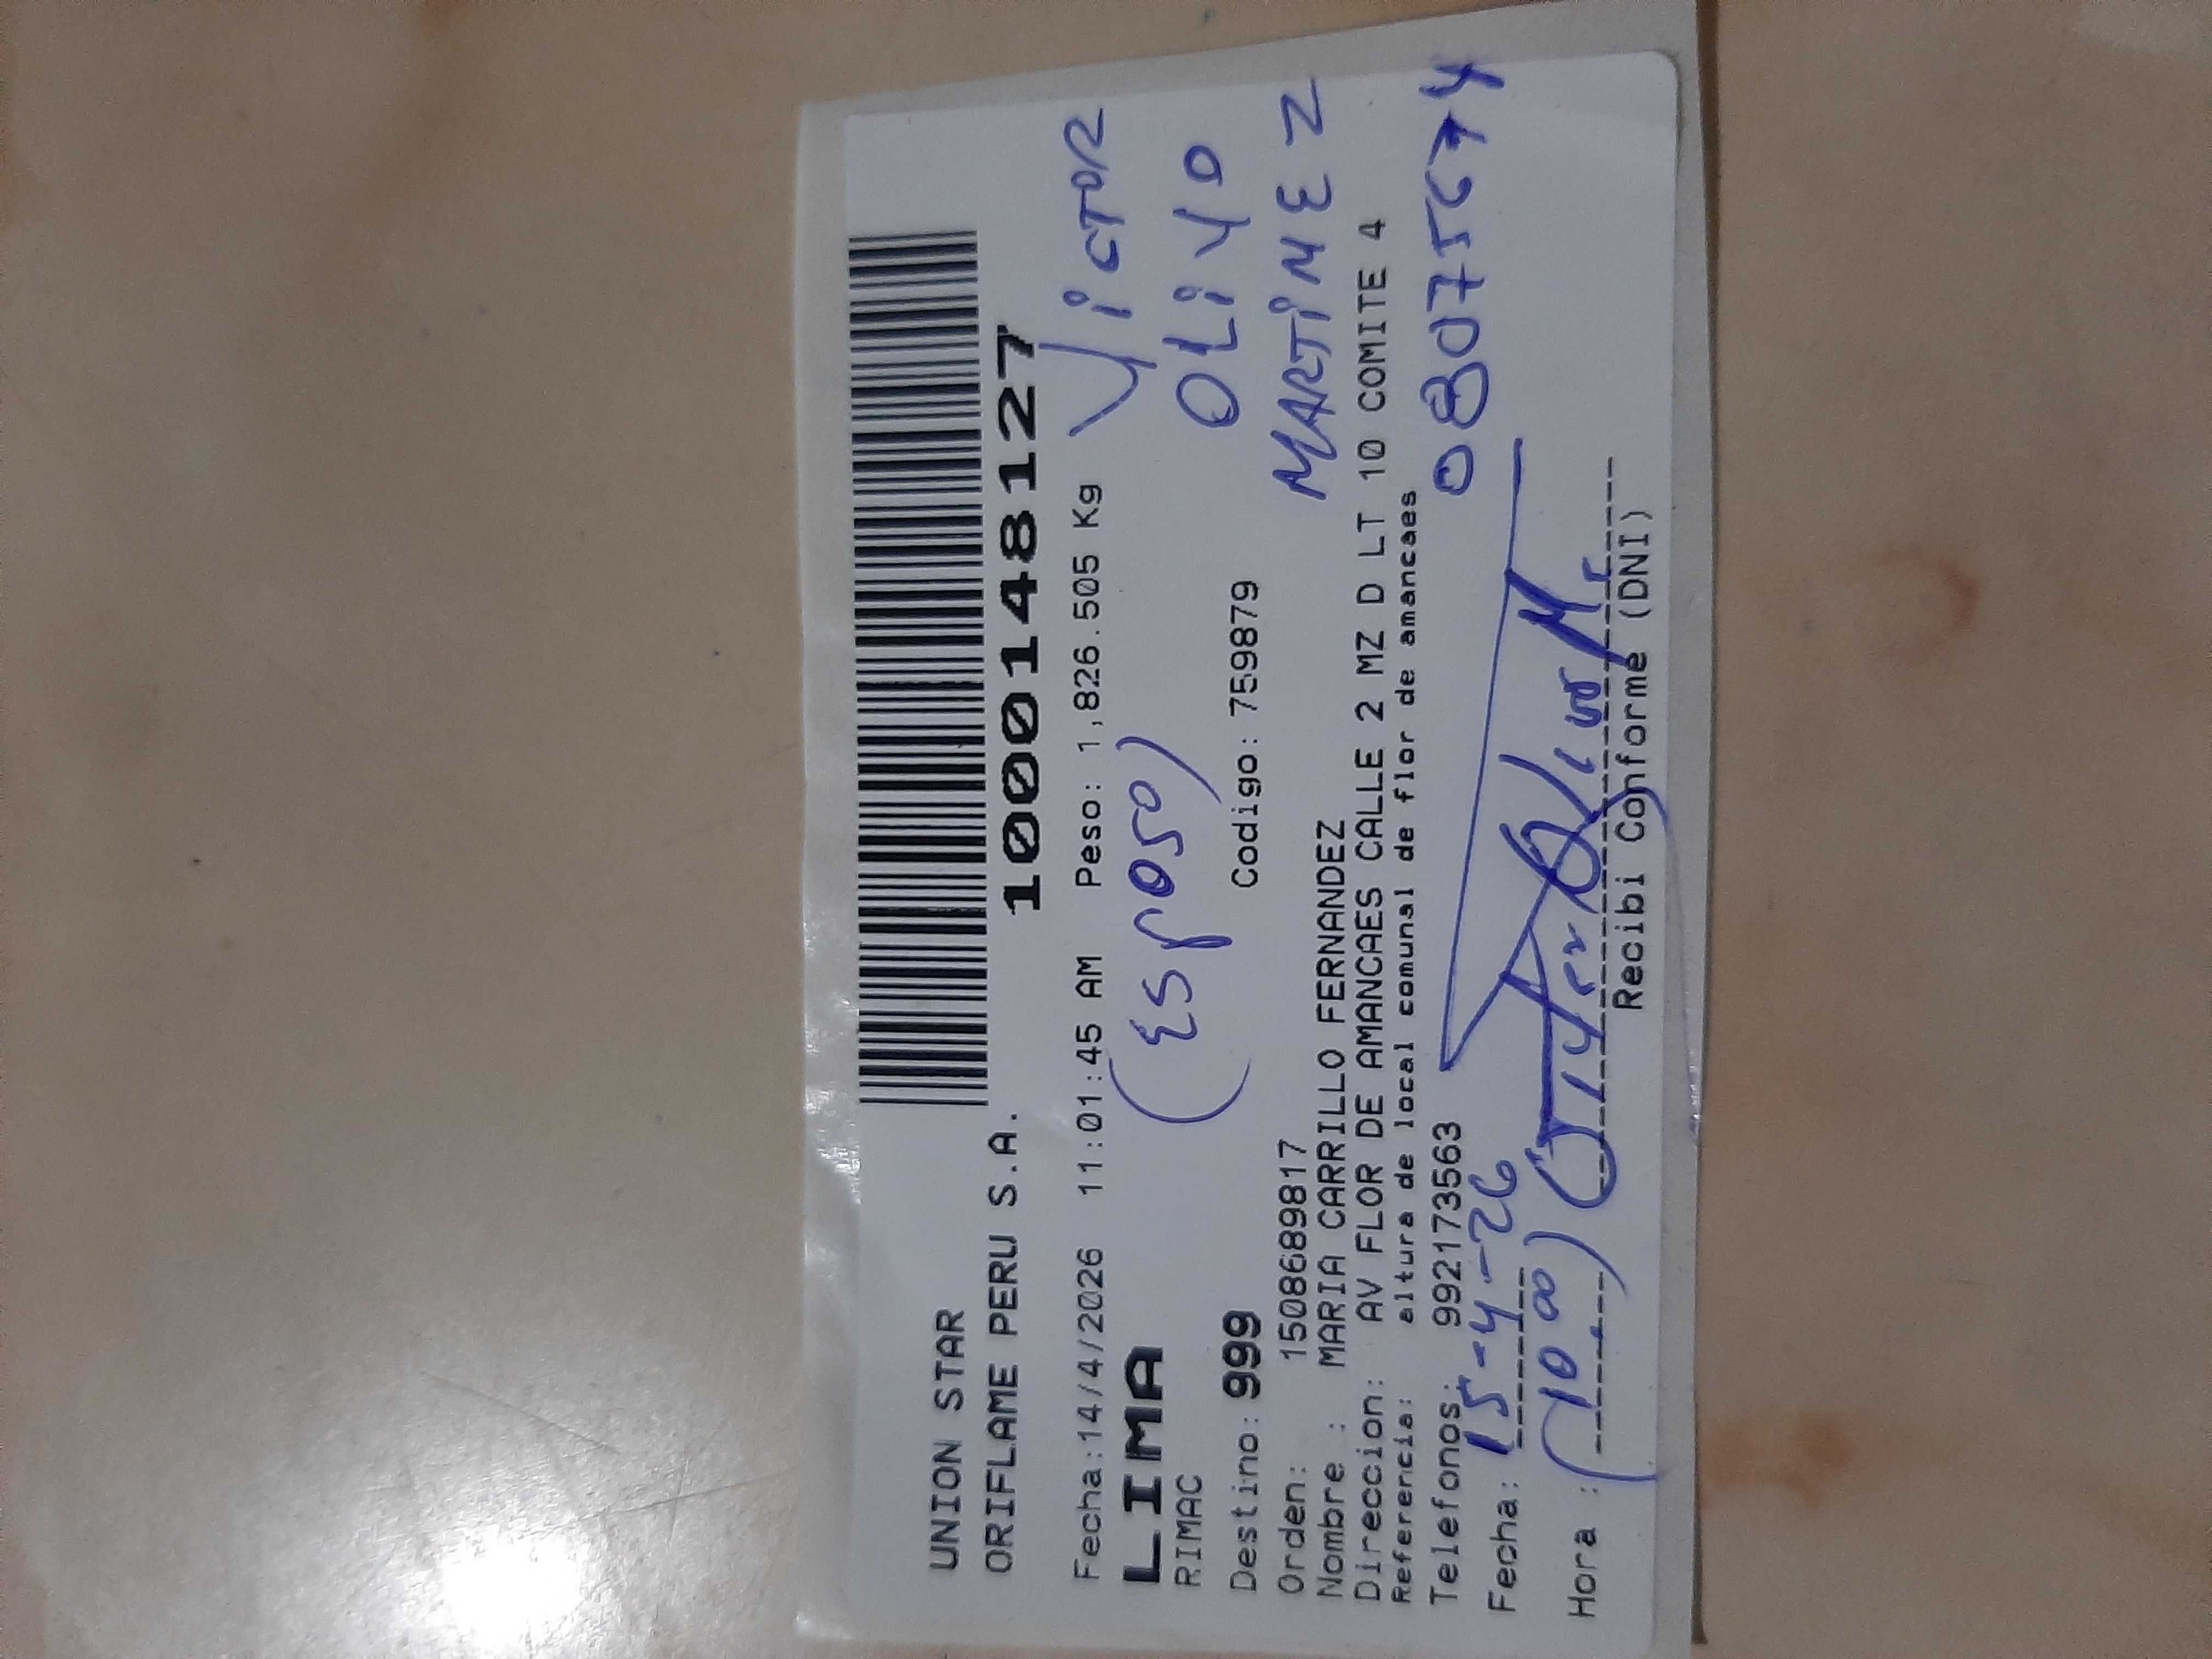 UNION STAR
ORIFLAME PERU S.A.
1000148127
Fecha:14/4/2026 11:01:45 AM Peso: 1,826.505 Kg
VICTOR
LIMA
(Esposo)
RIMAC
OLIVO
Destino: 999 Codigo: 759879
MARTINEZ
Orden: 1508689817
Nombre : MARIA CARRILLO FERNANDEZ
Direccion: AV FLOR DE AMANCAES CALLE 2 MZ D LT 10 COMITE 4
Referencia: altura de local comunal de flor de amancaes
Telefonos: 992173563
Fecha: 15-4-26
Hora : (10 00)
Recibi Conforme (DNI)